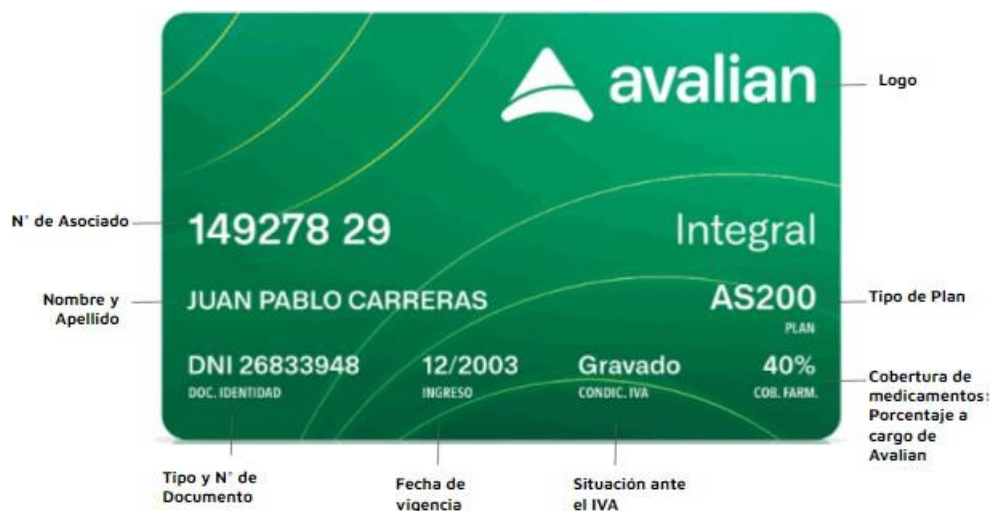 avalian
Logo
N° de Asociado
149278 29
Integral
Nombre y
Apellido
JUAN PABLO CARRERAS
AS200
PLAN
Tipo de Plan
DNI 26833948
DOC. IDENTIDAD
12/2003
INGRESO
Gravado
CONDIC. IVA
40%
COB. FARM.
Cobertura de
medicamentos:
Porcentaje a
cargo de
Avalian
Tipo y N° de
Documento
Fecha de
vigencia
Situación ante
el IVA